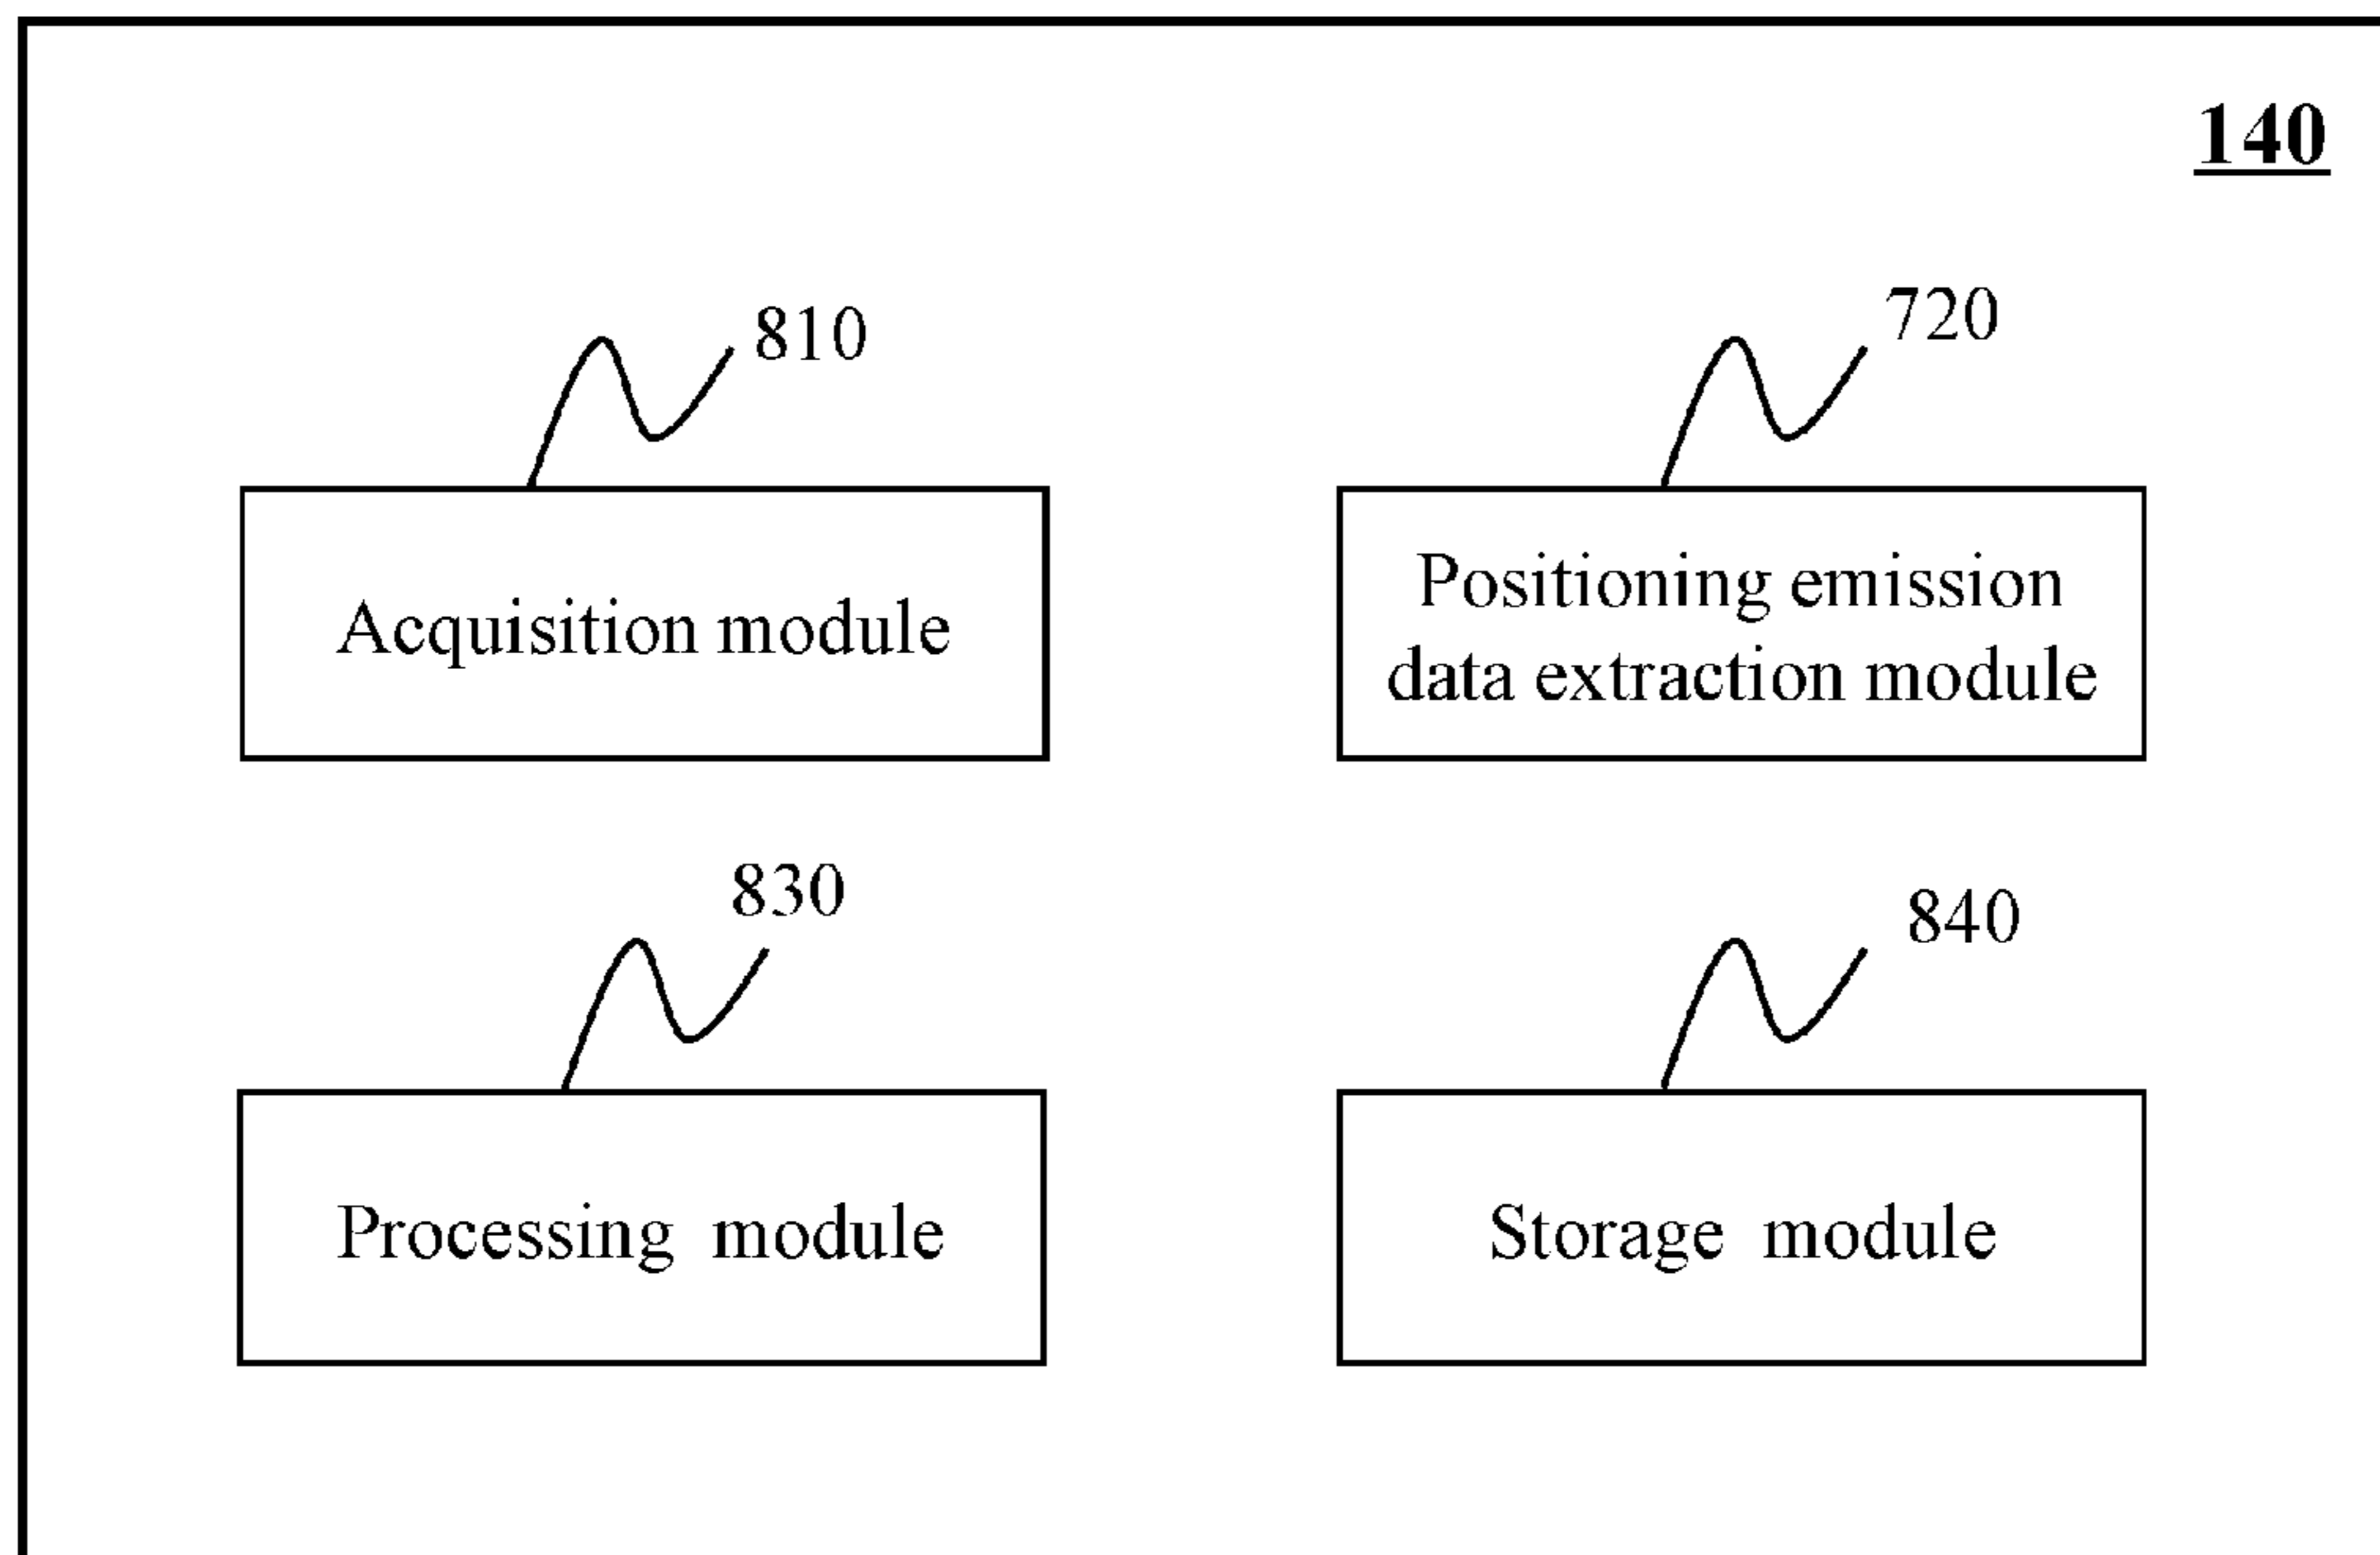 140
810
720
Acquisition module
Positioning emission
data extraction module
830
840
Processing module
Storage module